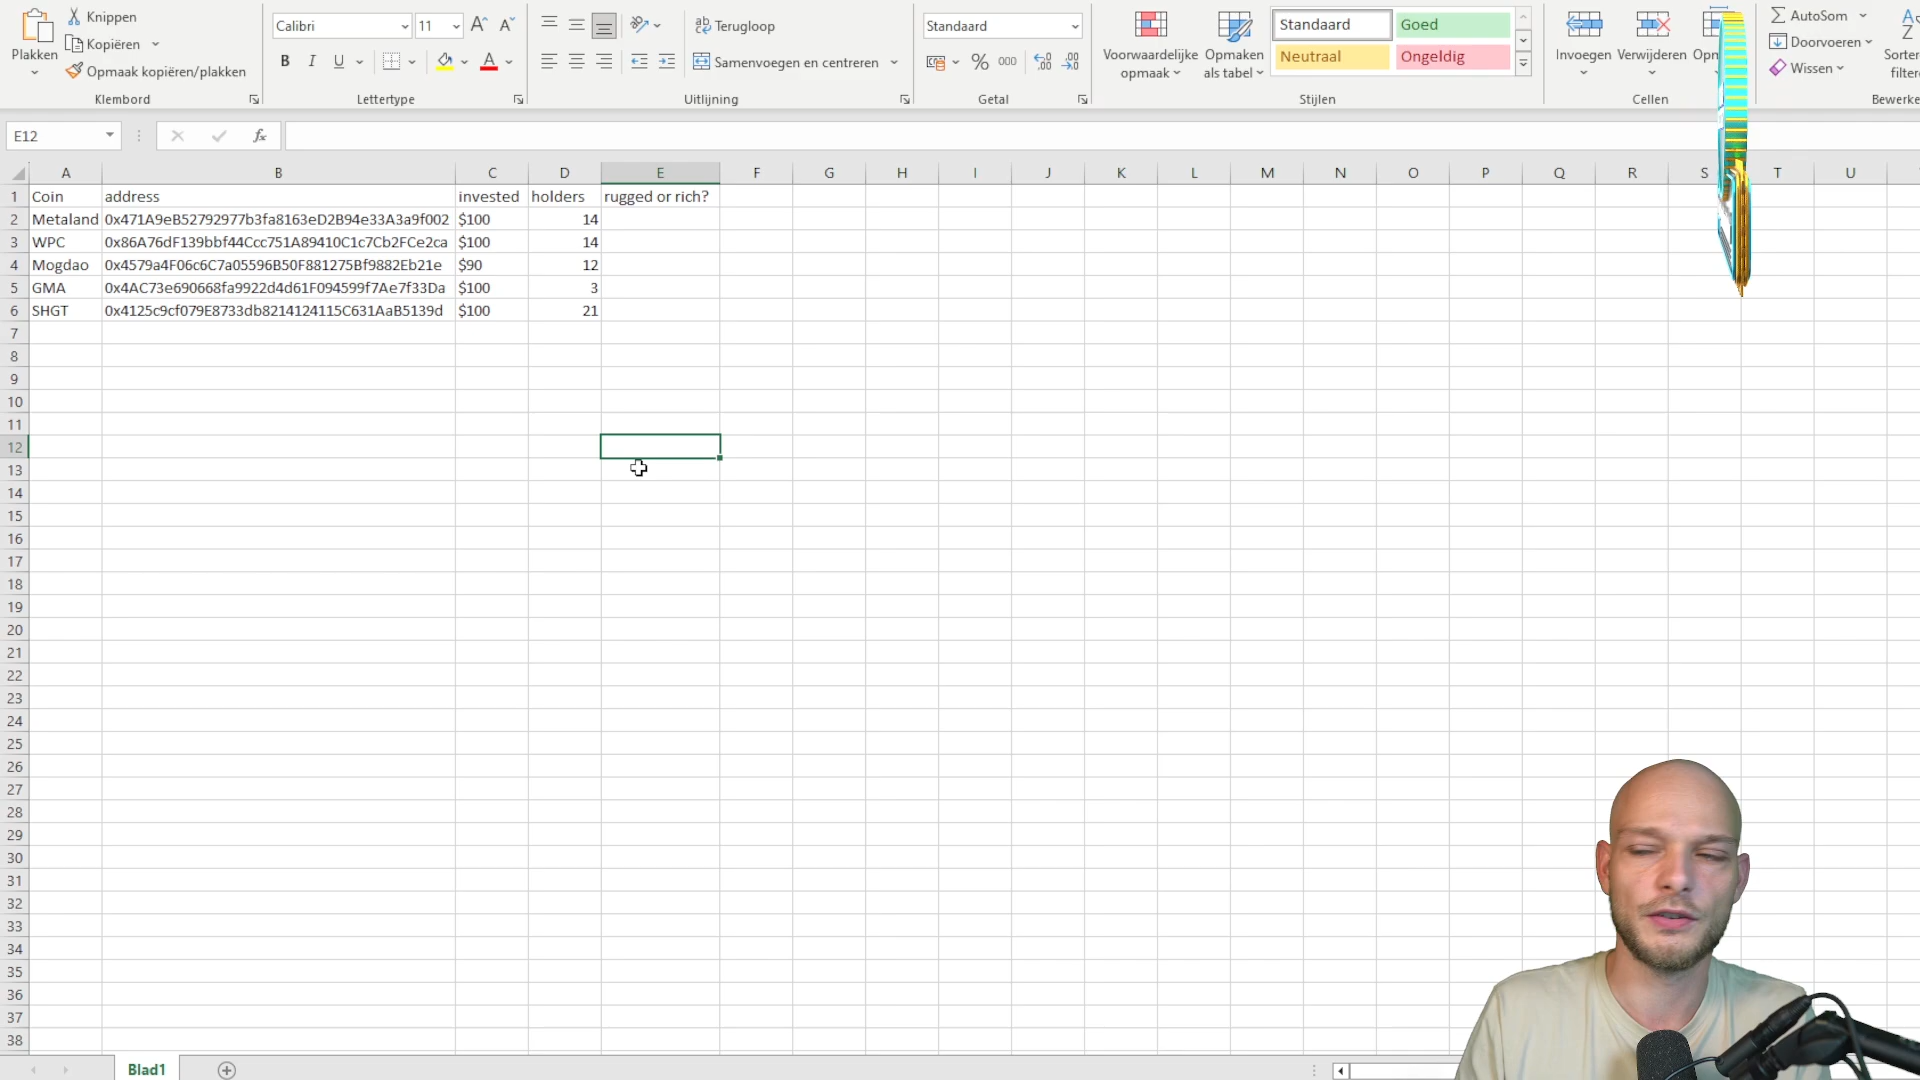 Plakken
Knippen
Kopiëren
Opmaak kopiëren/plakken
Klembord
Calibri 11
B I U
Lettertype
Terugloop
Samenvoegen en centreren
Uitlijning
Standaard
% 000
Getal
Voorwaardelijke opmaak
Opmaken als tabel
Standaard Goed
Neutraal Ongeldig
Stijlen
Invoegen Verwijderen Opm
Cellen
AutoSom
Doorvoeren
Wissen
Sorter
filter
Bewerke
E12
fx
A B C D E F G H I J K L M N O P Q R S T U
1 Coin address invested holders rugged or rich?
2 Metaland 0x471A9eB52792977b3fa8163eD2B94e33A3a9f002 $100 14
3 WPC 0x86A76dF139bbf44Ccc751A89410C1c7Cb2FCe2ca $100 14
4 Mogdao 0x4579a4F06c6C7a05596B50F881275Bf9882Eb21e $90 12
5 GMA 0x4AC73e690668fa9922d4d61F094599f7Ae7f33Da $100 3
6 SHGT 0x4125c9cf079E8733db8214124115C631AaB5139d $100 21
7
8
9
10
11
12
13
14
15
16
17
18
19
20
21
22
23
24
25
26
27
28
29
30
31
32
33
34
35
36
37
38
Blad1